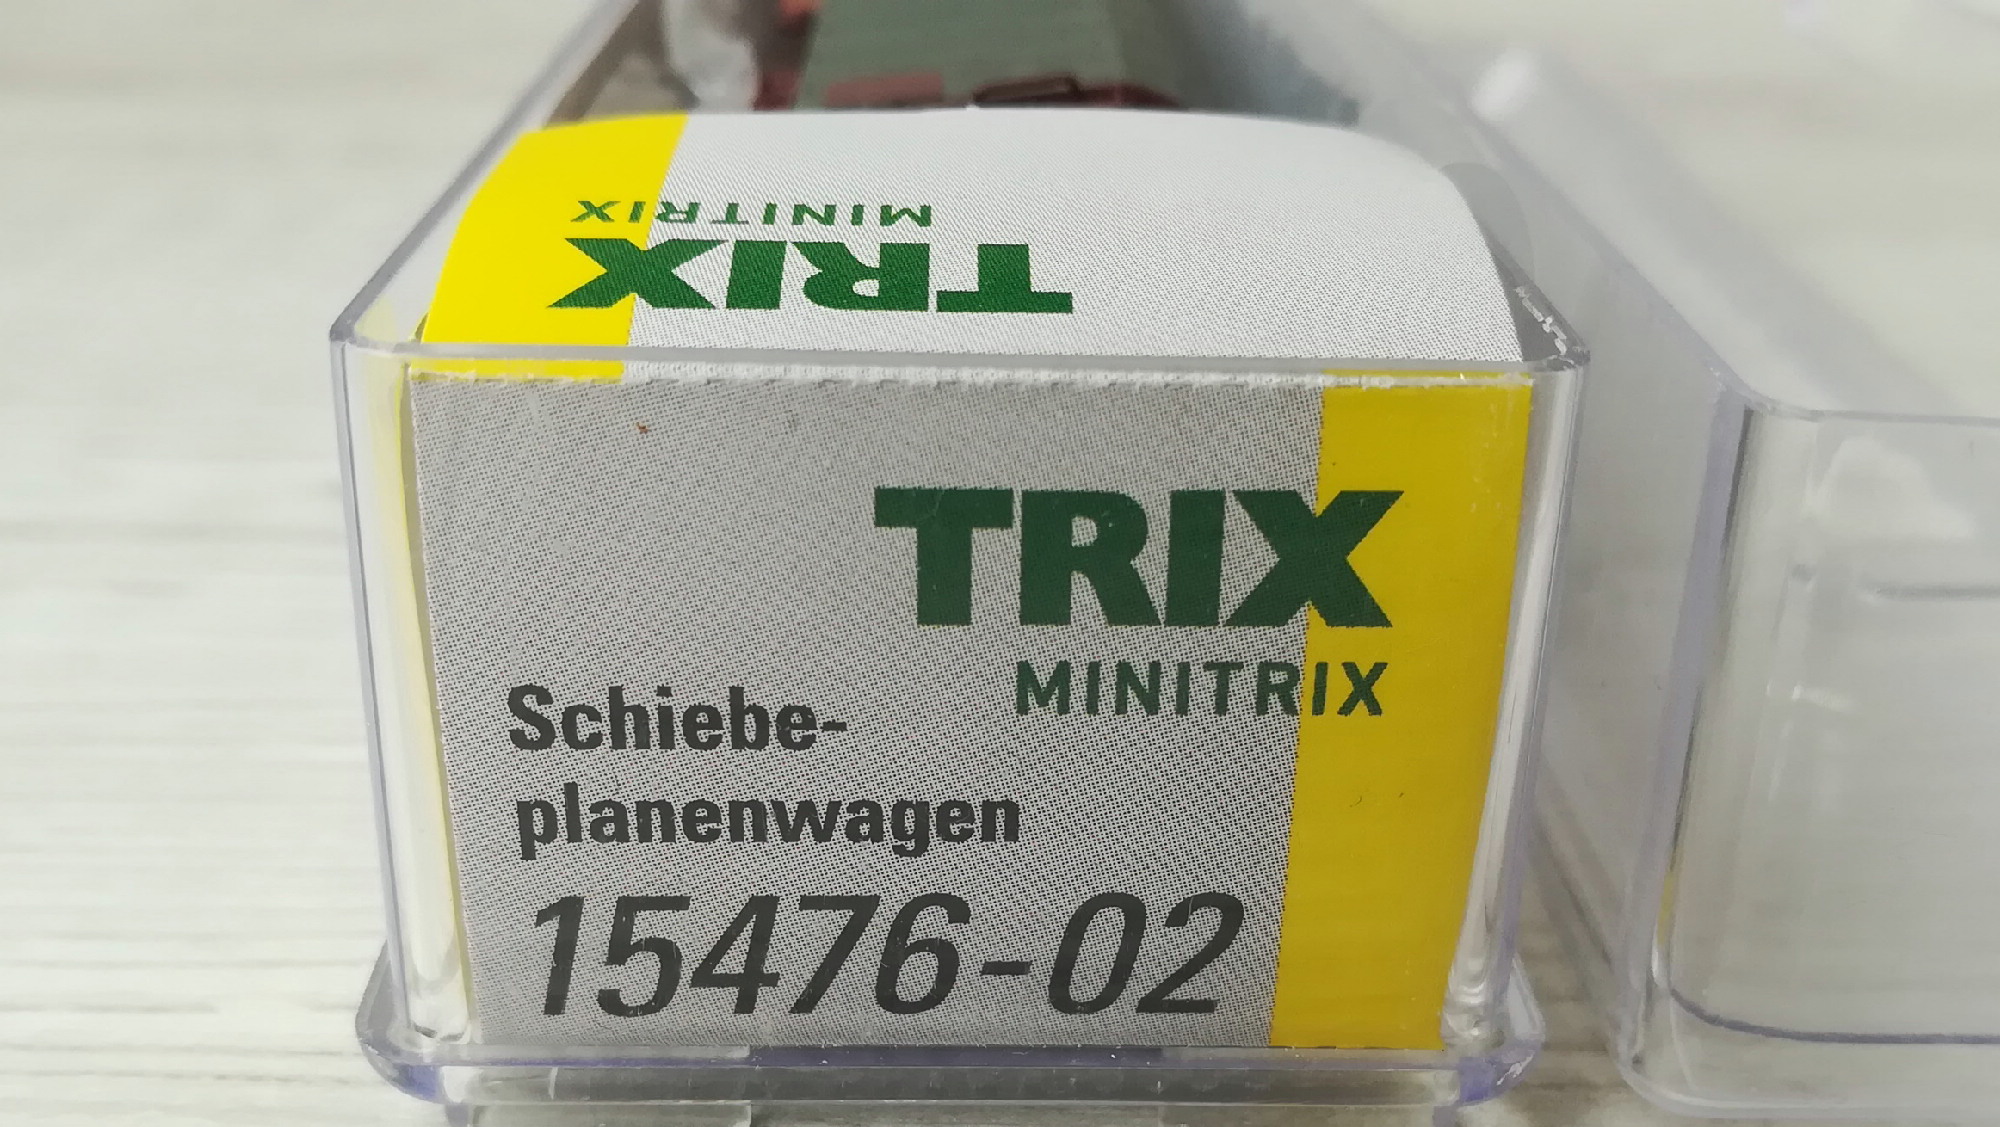 MINITRIX
TRIX
TRIX
MINITRIX
Schiebe-
planenwagen
15476-02